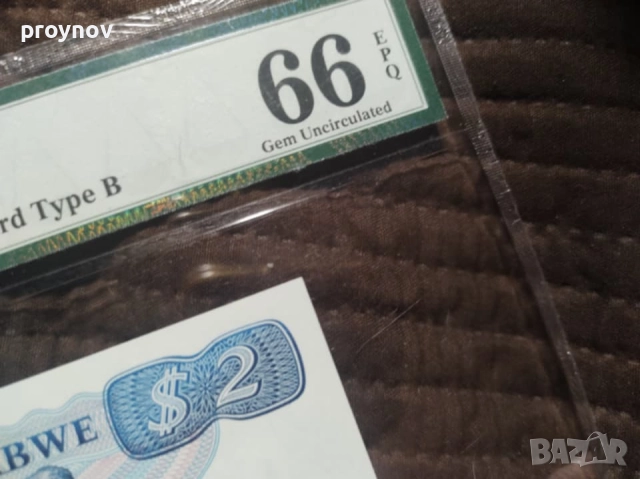 proynov
66 EPQ
Gem Uncirculated
rd Type B
$2
BWE
BAZAR